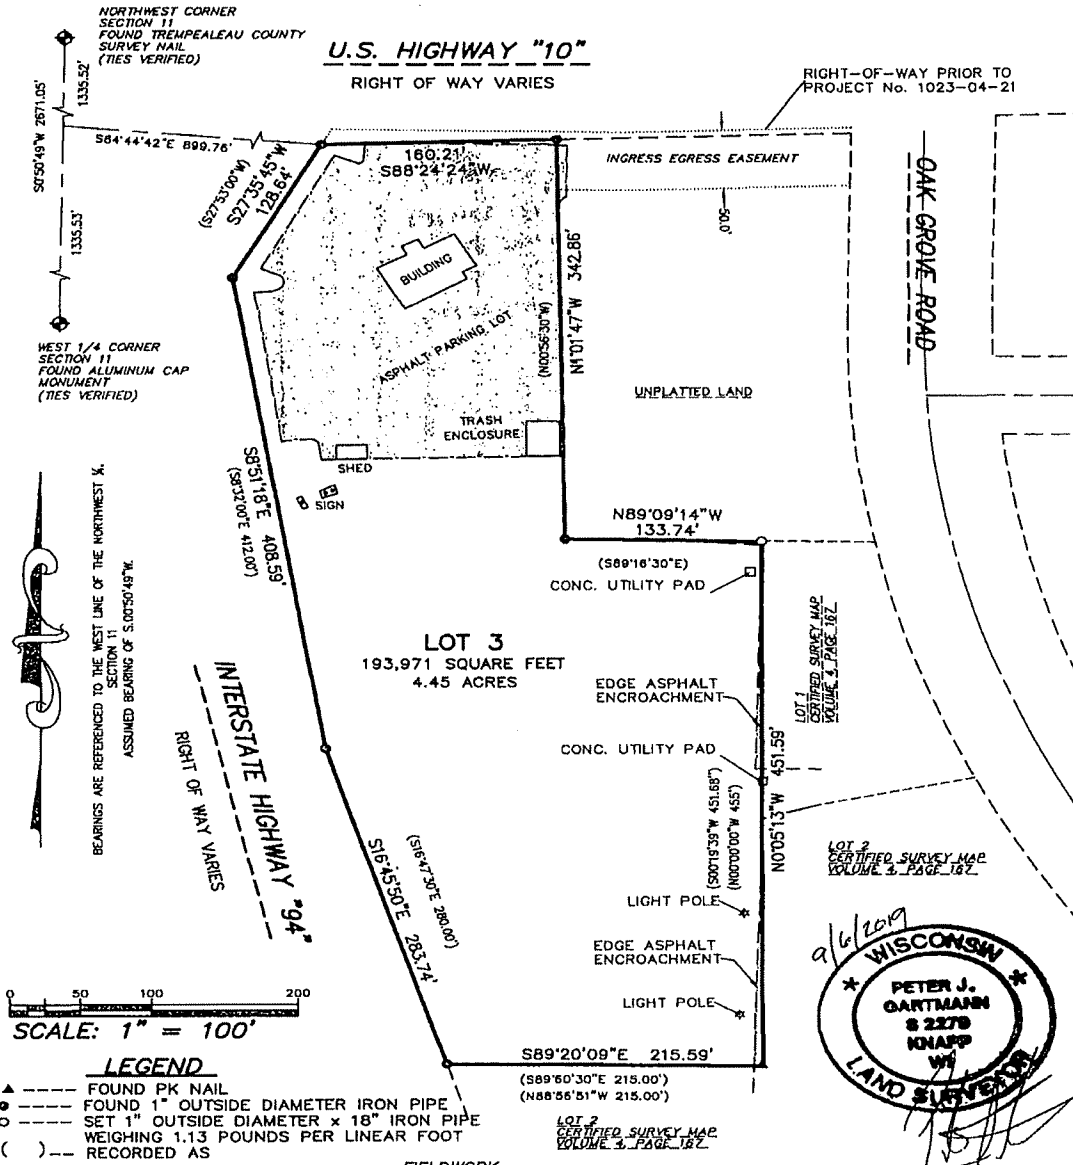 NORTHWEST CORNER
SECTION 11
FOUND TREMPEALEAU COUNTY
SURVEY NAIL
(TIES VERIFIED)
U.S. HIGHWAY "10"
RIGHT OF WAY VARIES
RIGHT-OF-WAY PRIOR TO
PROJECT No. 1023-04-21
S0°50'49"W 2671.05'
1335.52'
1335.53'
S64°44'42"E 899.76'
(S27°53'00"W)
S27°35'45"W
128.64'
160.21'
S88°24'24"W
INGRESS EGRESS EASEMENT
50.0'
OAK GROVE ROAD
BUILDING
ASPHALT PARKING LOT
N1°01'47"W 342.86'
(N00°56'30"W)
UNPLATTED LAND
WEST 1/4 CORNER
SECTION 11
FOUND ALUMINUM CAP
MONUMENT
(TIES VERIFIED)
TRASH
ENCLOSURE
SHED
SIGN
S8°51'18"E 408.59'
(S8°32'00"E 412.00')
BEARINGS ARE REFERENCED TO THE WEST LINE OF THE NORTHWEST ¼,
SECTION 11
ASSUMED BEARING OF S.00°50'49"W.
N89°09'14"W
133.74'
(S89°16'30"E)
CONC. UTILITY PAD
LOT 3
193,971 SQUARE FEET
4.45 ACRES
EDGE ASPHALT
ENCROACHMENT
LOT 1
CERTIFIED SURVEY MAP
VOLUME 4, PAGE 167
CONC. UTILITY PAD
N0°05'13"W 451.59'
(S00°19'39"W 451.68')
(N00°00'00"W 455')
INTERSTATE HIGHWAY "94"
RIGHT OF WAY VARIES
S16°45'50"E 283.74'
(S16°47'30"E 280.00')
LOT 2
CERTIFIED SURVEY MAP
VOLUME 4, PAGE 167
LIGHT POLE
EDGE ASPHALT
ENCROACHMENT
LIGHT POLE
9/6/2019
WISCONSIN
PETER J.
GARTMANN
S 2279
KNAPP
WI
LAND SURVEYOR
0 50 100 200
SCALE: 1" = 100'
S89°20'09"E 215.59'
(S89°60'30"E 215.00')
(N88°56'51"W 215.00')
LOT 2
CERTIFIED SURVEY MAP
VOLUME 4, PAGE 167
LEGEND
FOUND PK NAIL
FOUND 1" OUTSIDE DIAMETER IRON PIPE
SET 1" OUTSIDE DIAMETER x 18" IRON PIPE
WEIGHING 1.13 POUNDS PER LINEAR FOOT
( ) RECORDED AS
FIELDWORK